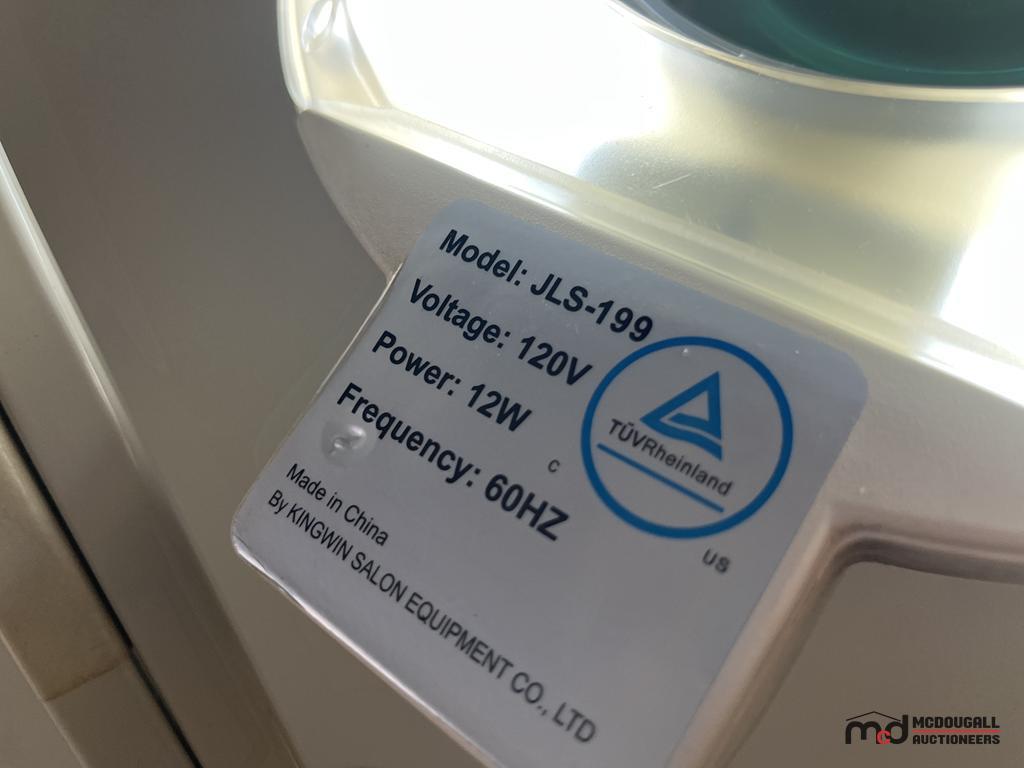 Model: JLS-199
Voltage: 120V
Power: 12W
Frequency: 60HZ
c
TÜVRheinland
us
Made in China
By KINGWIN SALON EQUIPMENT CO., LTD
mcd MCDOUGALL
AUCTIONEERS